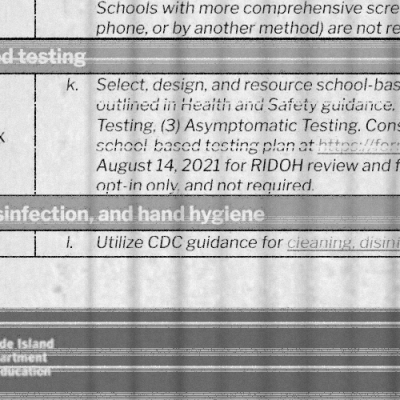 Schools with more comprehensive scre
phone, or by another method) are not re
d testing
k. Select, design, and resource school-bas
outlined in Health and Safety guidance.
Testing, (3) Asymptomatic Testing. Cons
x school-based testing plan at https://for
August 14, 2021 for RIDOH review and f
opt-in only, and not required.
sinfection, and hand hygiene
l. Utilize CDC guidance for cleaning, disinf
de Island
artment
ducation